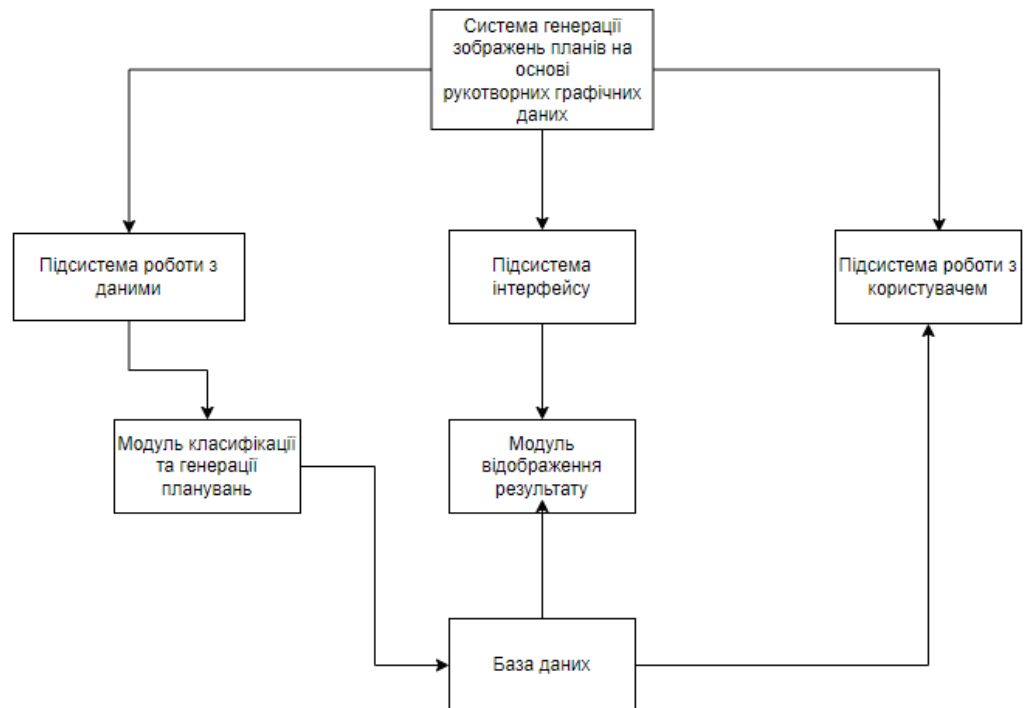 Система генерації
зображень планів на
основі
рукотворних графічних
даних
Підсистема роботи з
даними
Підсистема
інтерфейсу
Підсистема роботи з
користувачем
Модуль класифікації
та генерації
планувань
Модуль
відображення
результату
База даних